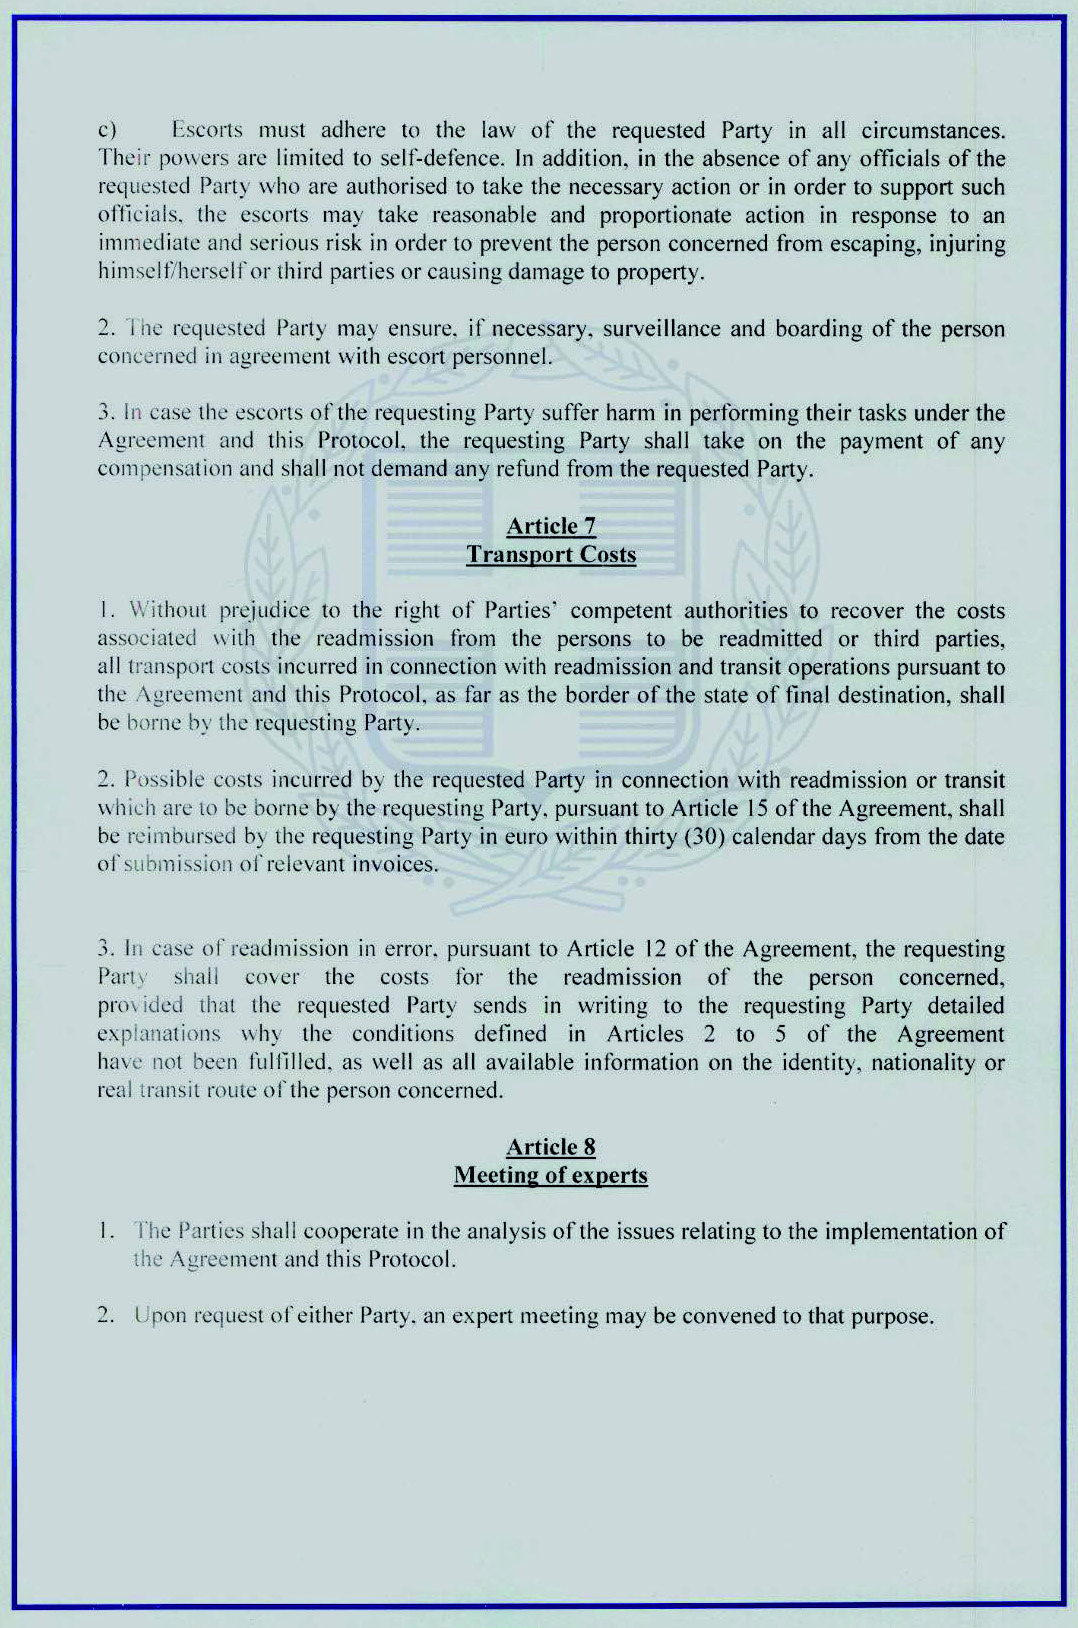 c) Escorts must adhere to the law of the requested Party in all circumstances.
Their powers are limited to self-defence. In addition, in the absence of any officials of the
requested Party who are authorised to take the necessary action or in order to support such
officials, the escorts may take reasonable and proportionate action in response to an
immediate and serious risk in order to prevent the person concerned from escaping, injuring
himself/herself or third parties or causing damage to property.
2. The requested Party may ensure, if necessary, surveillance and boarding of the person
concerned in agreement with escort personnel.
3. In case the escorts of the requesting Party suffer harm in performing their tasks under the
Agreement and this Protocol, the requesting Party shall take on the payment of any
compensation and shall not demand any refund from the requested Party.
Article 7
Transport Costs
1. Without prejudice to the right of Parties' competent authorities to recover the costs
associated with the readmission from the persons to be readmitted or third parties,
all transport costs incurred in connection with readmission and transit operations pursuant to
the Agreement and this Protocol, as far as the border of the state of final destination, shall
be borne by the requesting Party.
2. Possible costs incurred by the requested Party in connection with readmission or transit
which are to be borne by the requesting Party, pursuant to Article 15 of the Agreement, shall
be reimbursed by the requesting Party in euro within thirty (30) calendar days from the date
of submission of relevant invoices.
3. In case of readmission in error, pursuant to Article 12 of the Agreement, the requesting
Party shall cover the costs for the readmission of the person concerned,
provided that the requested Party sends in writing to the requesting Party detailed
explanations why the conditions defined in Articles 2 to 5 of the Agreement
have not been fulfilled, as well as all available information on the identity, nationality or
real transit route of the person concerned.
Article 8
Meeting of experts
1. The Parties shall cooperate in the analysis of the issues relating to the implementation of
the Agreement and this Protocol.
2. Upon request of either Party, an expert meeting may be convened to that purpose.